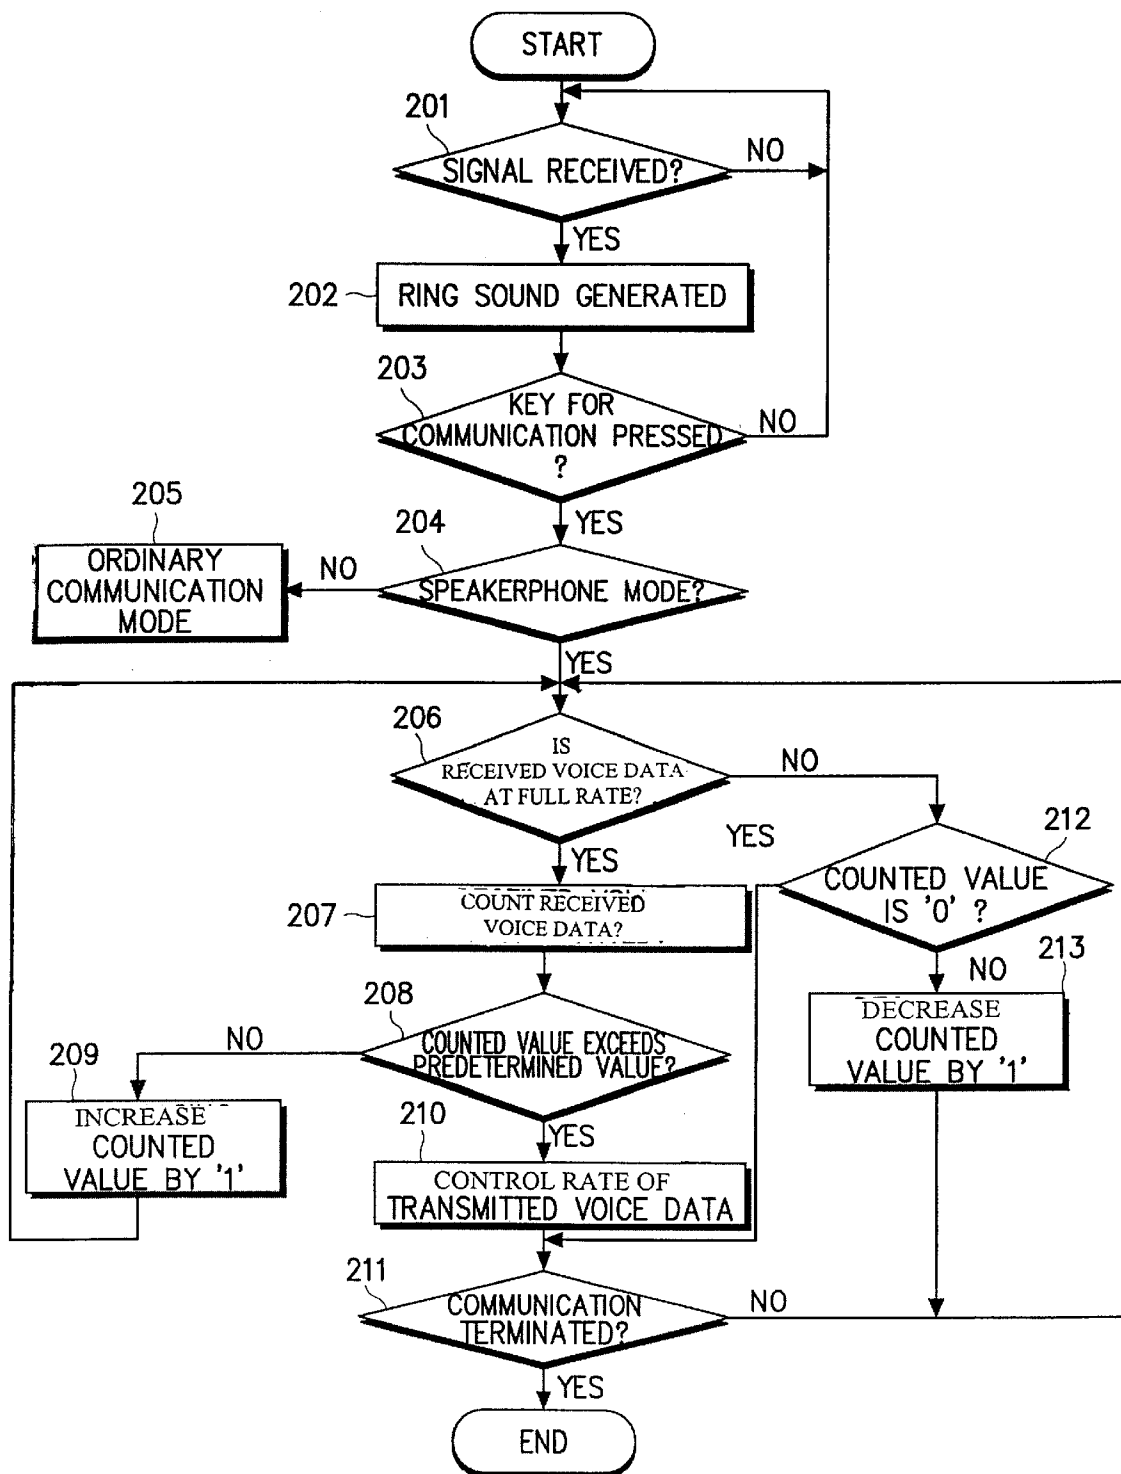 START
201
SIGNAL RECEIVED?
NO
YES
202
RING SOUND GENERATED
203
KEY FOR
COMMUNICATION PRESSED
?
NO
YES
204
SPEAKERPHONE MODE?
NO
205
ORDINARY
COMMUNICATION
MODE
YES
206
IS
RECEIVED VOICE DATA
AT FULL RATE?
NO
YES
YES
212
COUNTED VALUE
IS '0' ?
207
COUNT RECEIVED
VOICE DATA?
NO
213
DECREASE
COUNTED
VALUE BY '1'
208
COUNTED VALUE EXCEEDS
PREDETERMINED VALUE?
NO
209
INCREASE
COUNTED
VALUE BY '1'
YES
210
CONTROL RATE OF
TRANSMITTED VOICE DATA
211
COMMUNICATION
TERMINATED?
NO
YES
END